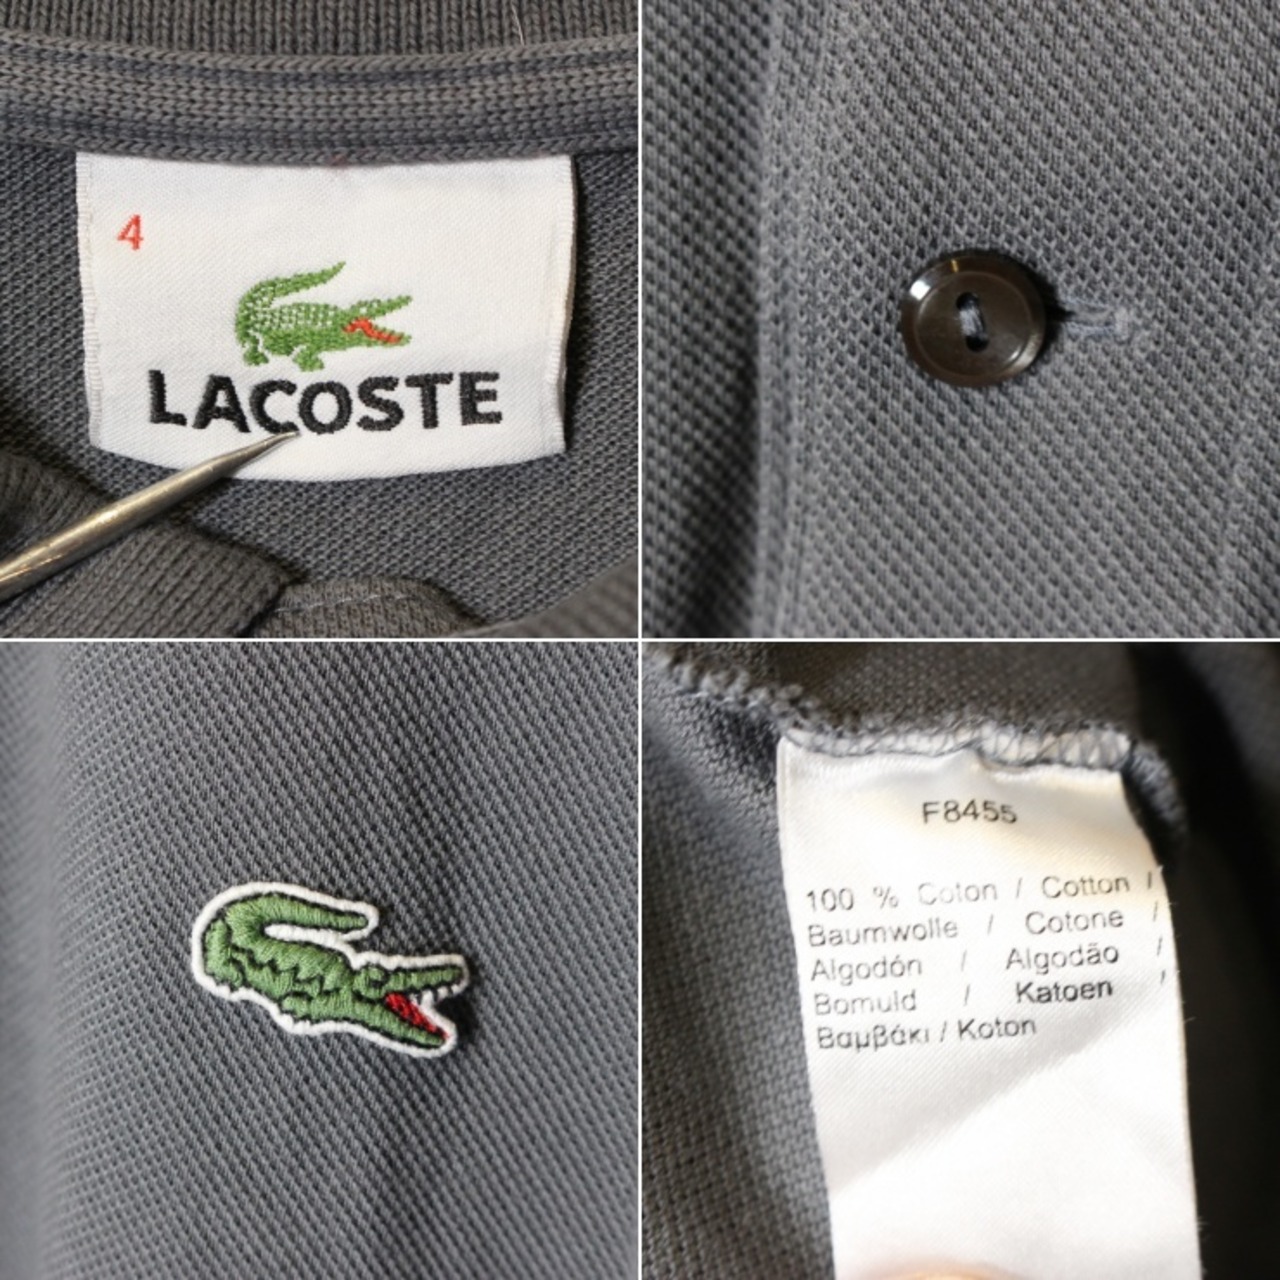 4
LACOSTE
F8455
100 % Coton / Cotton /
Baumwolle / Cotone /
Algodón / Algodão /
Bomuld / Katoen /
Βαμβάκι / Koton